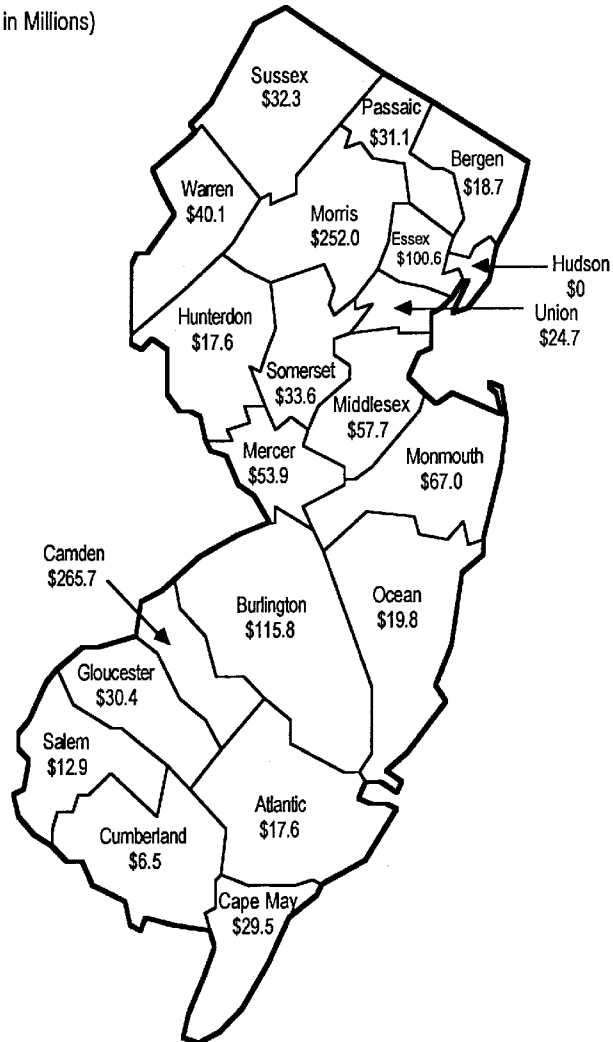 in Millions)
Sussex
$32.3
Passaic
$31.1
Bergen
$18.7
Warren
$40.1
Morris
$252.0
Essex
$100.6
Hudson
$0
Union
$24.7
Hunterdon
$17.6
Somerset
$33.6
Middlesex
$57.7
Mercer
$53.9
Monmouth
$67.0
Camden
$265.7
Burlington
$115.8
Ocean
$19.8
Gloucester
$30.4
Salem
$12.9
Atlantic
$17.6
Cumberland
$6.5
Cape May
$29.5